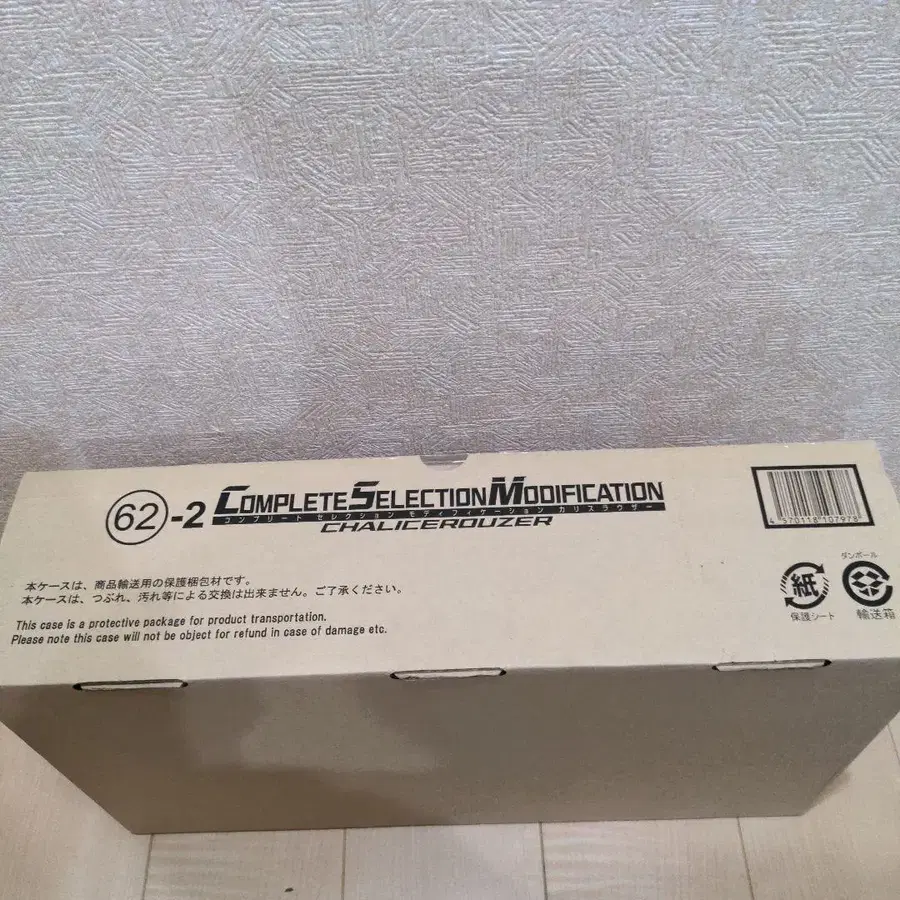 62-2 COMPLETE SELECTION MODIFICATION
コンプリート セレクション モディフィケーション カリスラウザー
CHALICEROUZER
4 570118 107978
本ケースは、商品輸送用の保護梱包材です。
本ケースは、つぶれ、汚れ等による交換は出来ません。ご了承ください。
This case is a protective package for product transportation.
Please note this case will not be object for refund in case of damage etc.
紙
保護シート
ダンボール
輸送箱